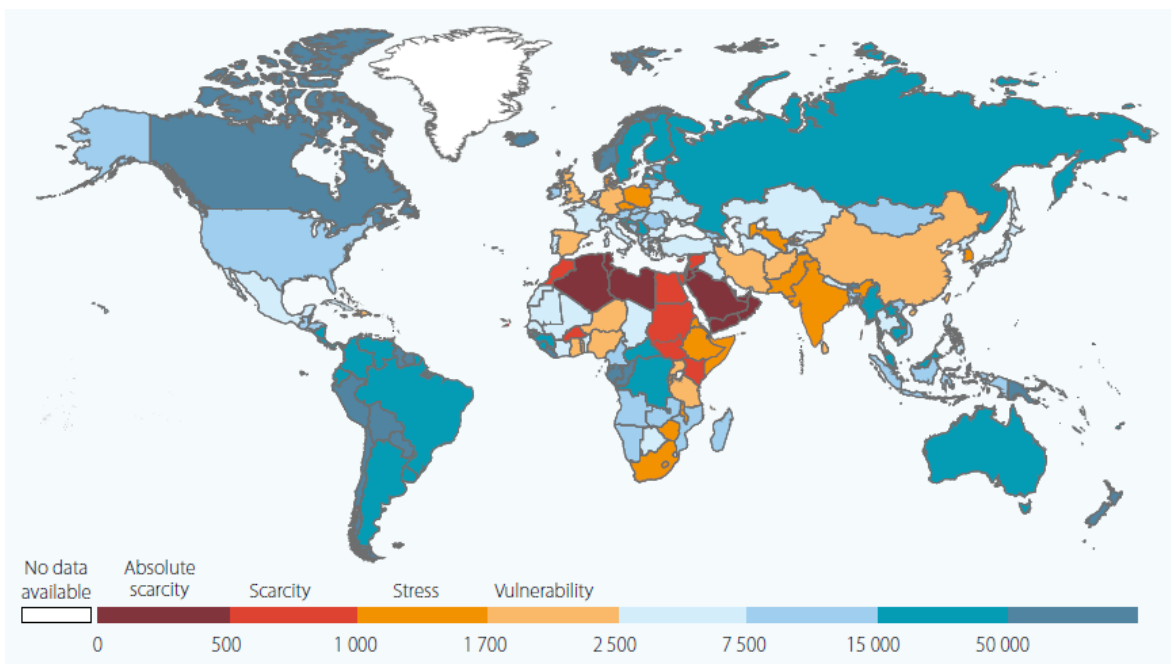 No data
available
Absolute
scarcity
Scarcity
Stress
Vulnerability
0
500
1 000
1 700
2 500
7 500
15 000
50 000